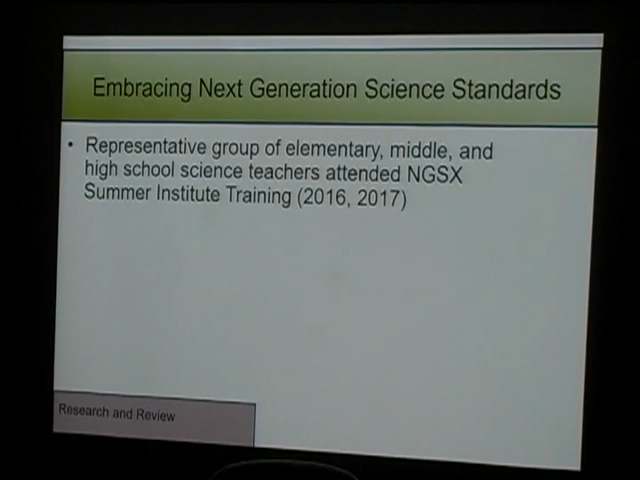 Embracing Next Generation Science Standards
• Representative group of elementary, middle, and
high school science teachers attended NGSX
Summer Institute Training (2016, 2017)
Research and Review